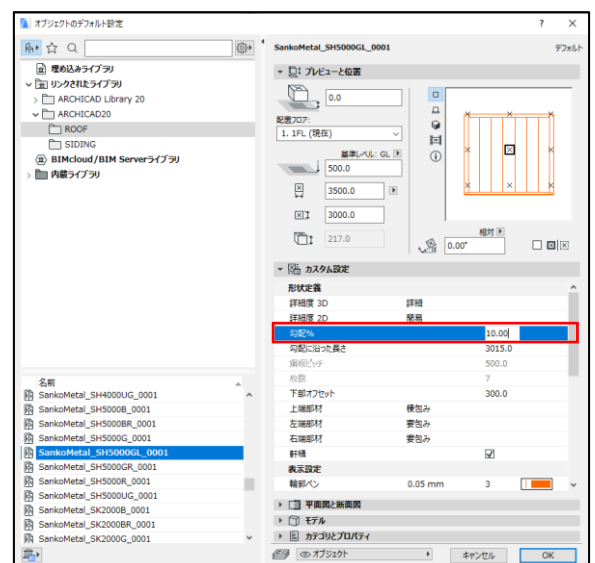 オブジェクトのデフォルト設定
? ×
SankoMetal_SH5000GL_0001
デフォルト
埋め込みライブラリ
リンクされたライブラリ
ARCHICAD Library 20
ARCHICAD20
ROOF
SIDING
BIMcloud/BIM Serverライブラリ
内蔵ライブラリ
名前
SankoMetal_SH4000UG_0001
SankoMetal_SH5000B_0001
SankoMetal_SH5000BR_0001
SankoMetal_SH5000G_0001
SankoMetal_SH5000GL_0001
SankoMetal_SH5000GR_0001
SankoMetal_SH5000R_0001
SankoMetal_SH5000UG_0001
SankoMetal_SK2000B_0001
SankoMetal_SK2000BR_0001
SankoMetal_SK2000G_0001
プレビューと位置
0.0
配置フロア:
1. 1FL (現在)
基準レベル: GL
500.0
3500.0
3000.0
217.0
相対
0.00°
カスタム設定
形状定義
詳細度 3D 詳細
詳細度 2D 簡易
勾配% 10.00
勾配に沿った長さ 3015.0
鋼板ピッチ 500.0
枚数 7
下部オフセット 300.0
上端部材 棟包み
左端部材 妻包み
右端部材 妻包み
軒樋
表示設定
輪郭ペン 0.05 mm 3
平面図と断面図
モデル
カテゴリとプロパティ
オブジェクト
キャンセル
OK